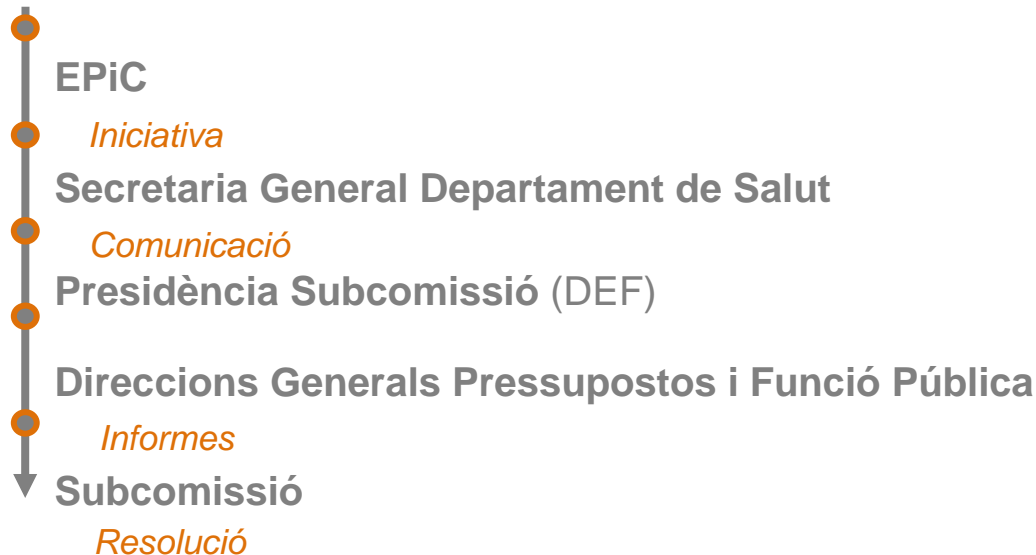 EPiC
Iniciativa
Secretaria General Departament de Salut
Comunicació
Presidència Subcomissió (DEF)
Direccions Generals Pressupostos i Funció Pública
Informes
Subcomissió
Resolució